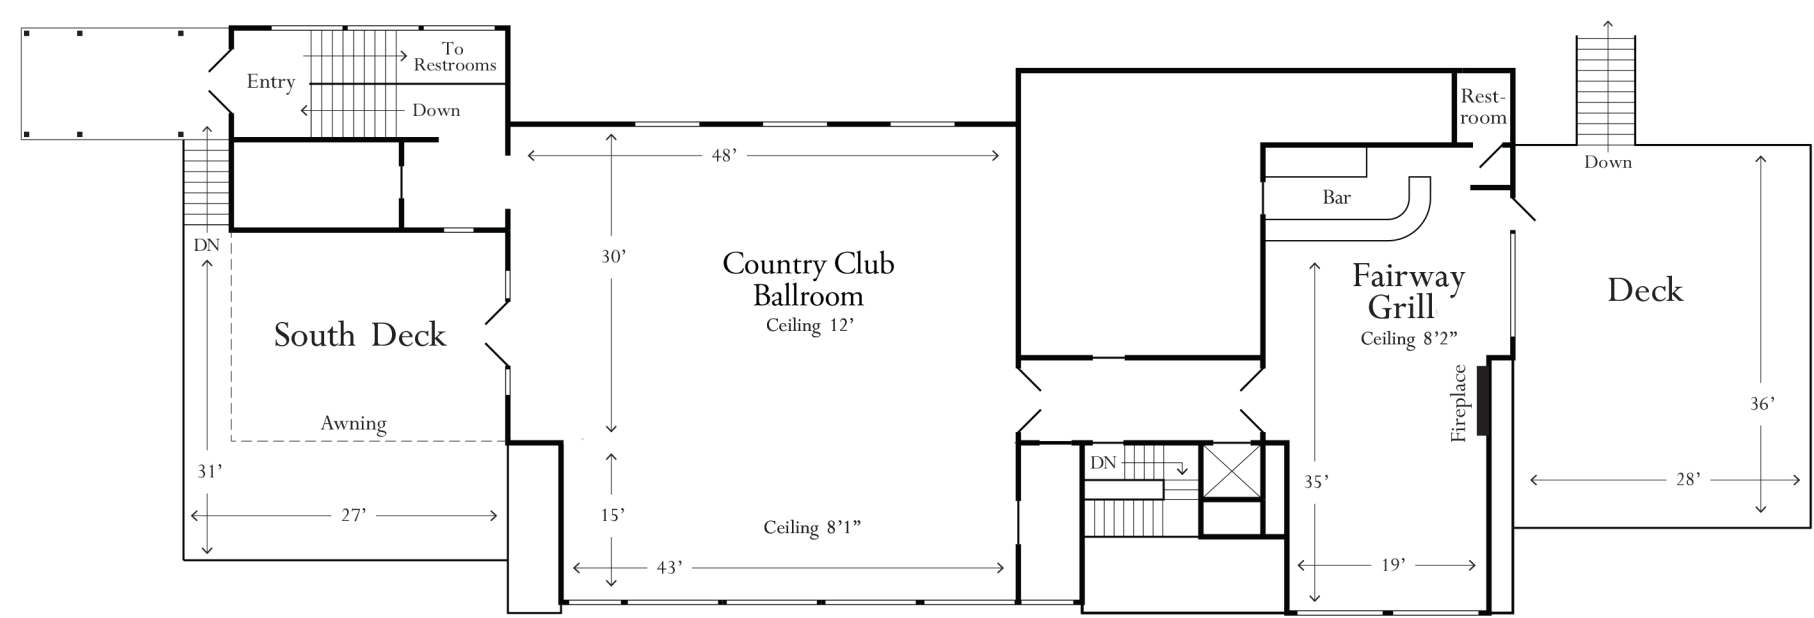 To
Restrooms
Entry
Down
DN
South Deck
Awning
31’
27’
48’
30’
Country Club
Ballroom
Ceiling 12’
15’
Ceiling 8’1”
43’
DN
Rest-
room
Bar
Fairway
Grill
Ceiling 8’2”
Fireplace
35’
19’
Down
Deck
36’
28’